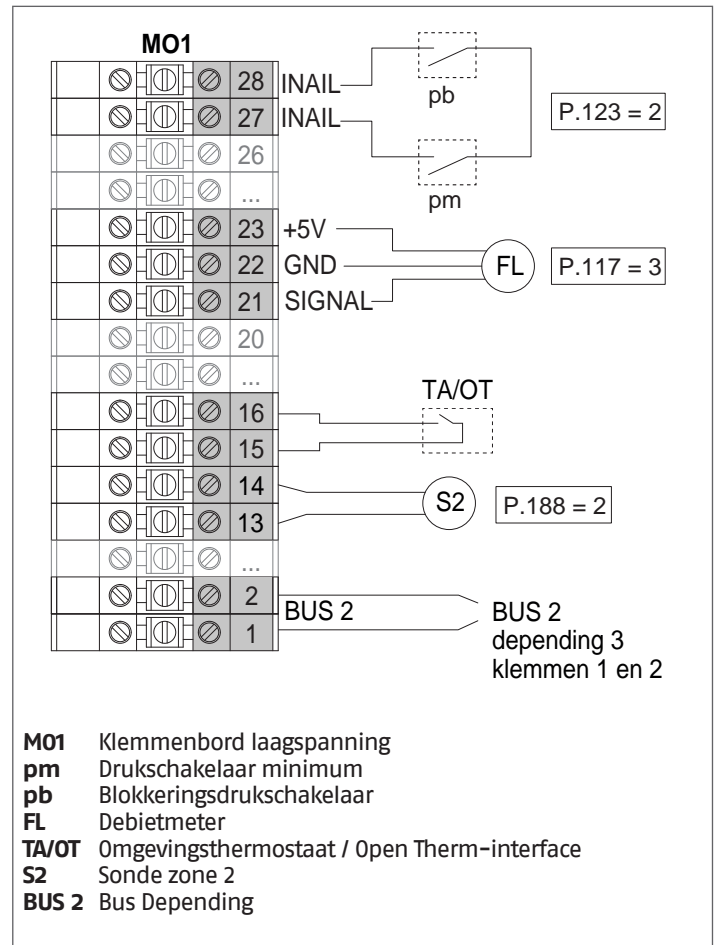 MO1
28 INAIL
pb
P.123 = 2
27 INAIL
26
...
pm
23 +5V
22 GND
FL
P.117 = 3
21 SIGNAL
20
...
TA/OT
16
15
14
S2
P.188 = 2
13
...
2
BUS 2
1
BUS 2
depending 3
klemmen 1 en 2
MO1 Klemmenbord laagspanning
pm Drukschakelaar minimum
pb Blokkeringsdrukschakelaar
FL Debietmeter
TA/OT Omgevingsthermostaat / Open Therm-interface
S2 Sonde zone 2
BUS 2 Bus Depending